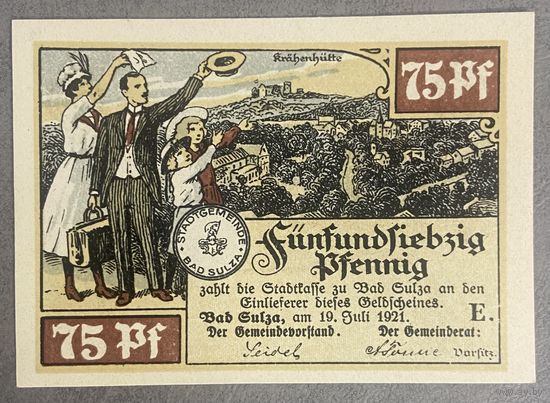 Krähenhütte
75 Pf
STADTGEMEINDE
BAD SULZA
Fünfundsiebzig
Pfennig
zahlt die Stadtkasse zu Bad Sulza an den
Einlieferer dieses Geldscheines.
Bad Sulza, am 19. Juli 1921. E.
Der Gemeindevorstand. Der Gemeinderat:
Seidel Vorsitz.
75 Pf